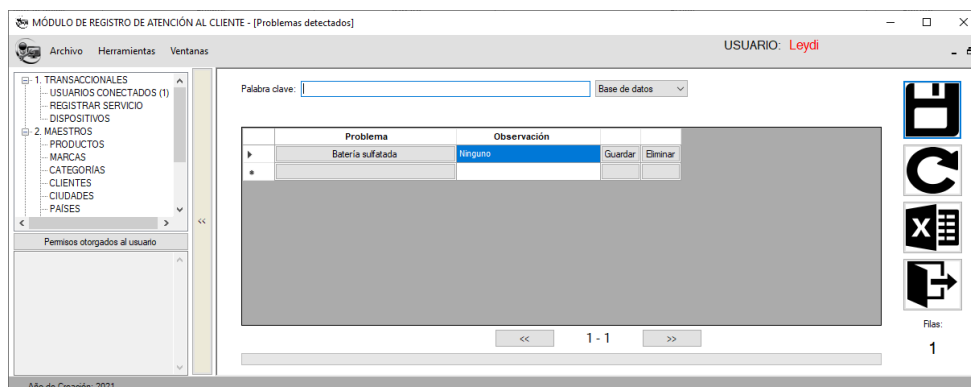 MÓDULO DE REGISTRO DE ATENCIÓN AL CLIENTE - [Problemas detectados]
Archivo Herramientas Ventanas
USUARIO: Leydi
1. TRANSACCIONALES
USUARIOS CONECTADOS (1)
REGISTRAR SERVICIO
DISPOSITIVOS
2. MAESTROS
PRODUCTOS
MARCAS
CATEGORÍAS
CLIENTES
CIUDADES
PAÍSES
<<
Permisos otorgados al usuario
Palabra clave:
Base de datos
Problema Observación
Batería sulfatada Ninguno Guardar Eliminar
<< 1 - 1 >>
Filas:
1
Año de Creación: 2021